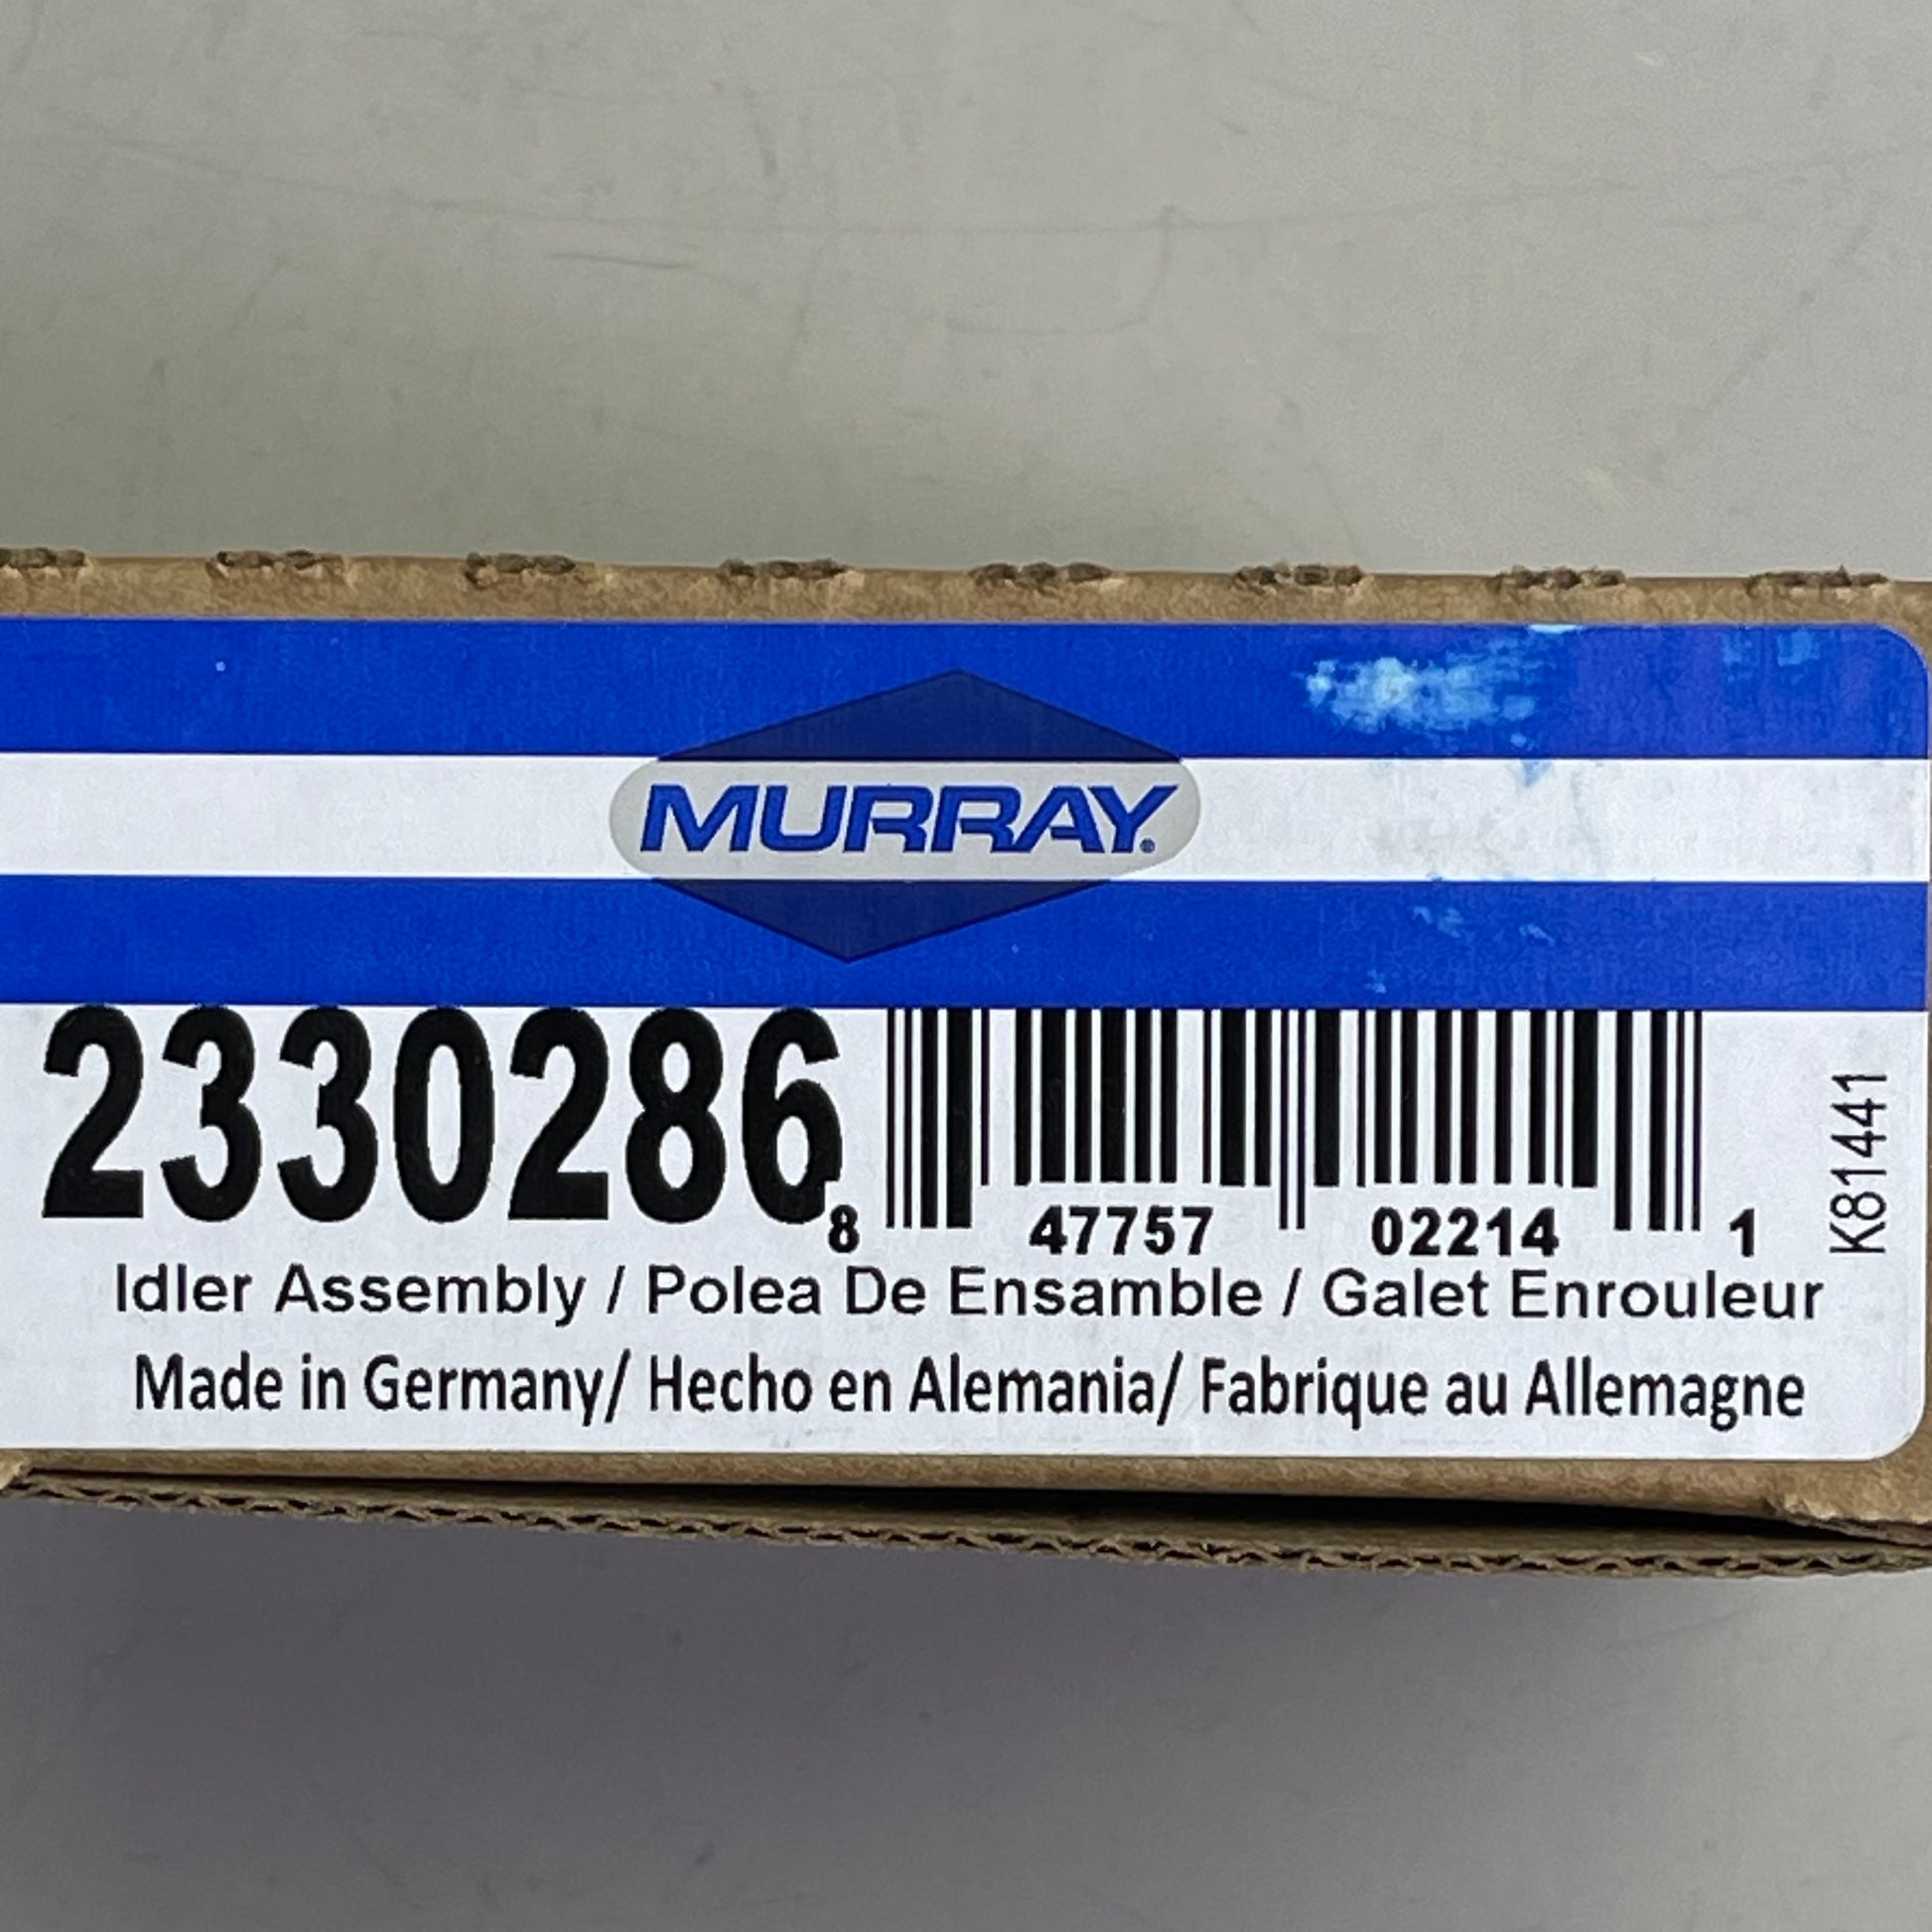 MURRAY®
2330286
8 47757 02214 1
K81441
Idler Assembly / Polea De Ensamble / Galet Enrouleur
Made in Germany/ Hecho en Alemania/ Fabrique au Allemagne